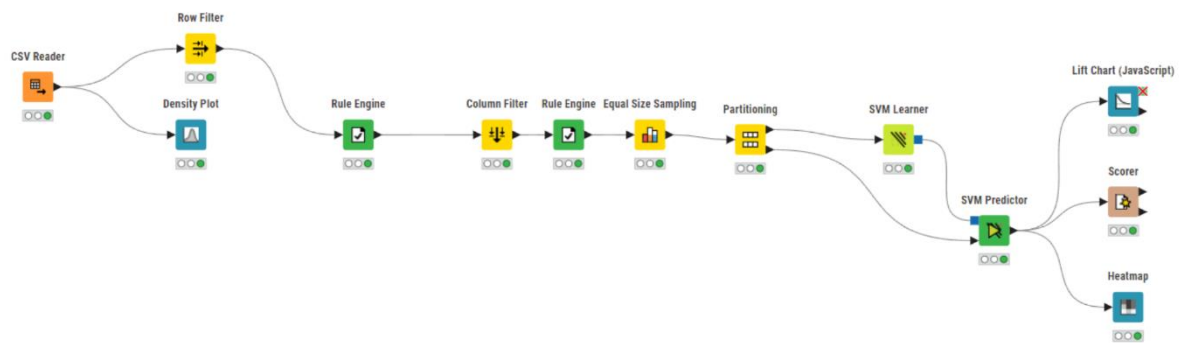 Row Filter
CSV Reader
Lift Chart (JavaScript)
Density Plot
Rule Engine
Column Filter
Rule Engine
Equal Size Sampling
Partitioning
SVM Learner
Scorer
SVM Predictor
Heatmap